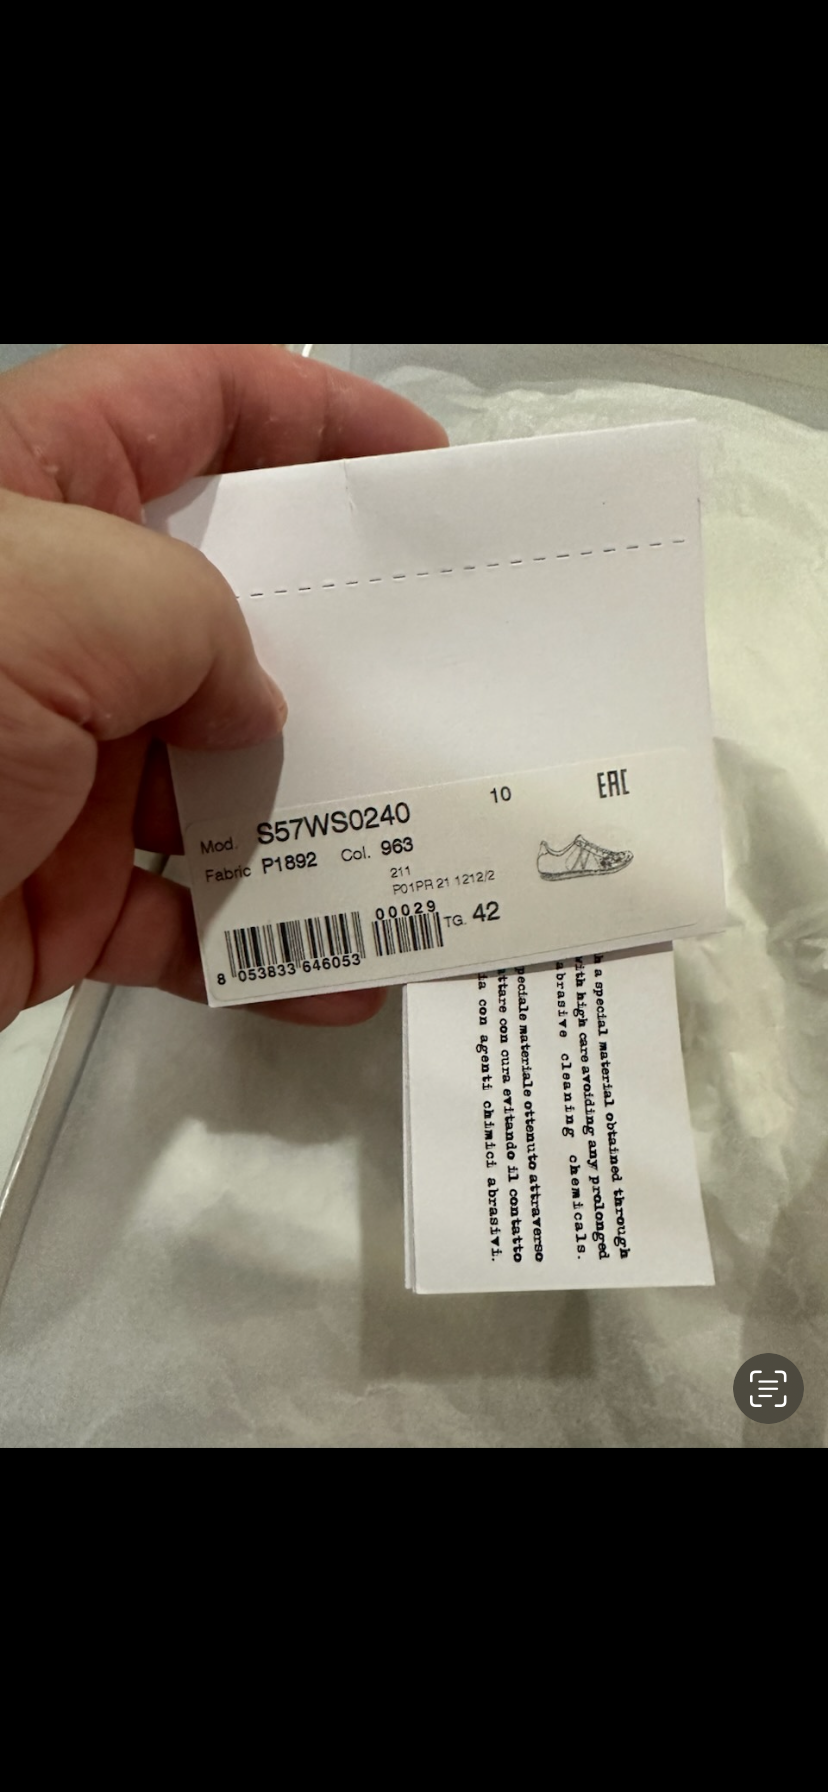 Mod. S57WS0240 10 EAC
Fabric P1892 Col. 963
211
P01PR 21 1212/2
00029 TG. 42
8 053833 646053
h a special material obtained through
with high care avoiding any prolonged
abrasive cleaning chemicals.
peciale materiale ottenuto attraverso
attare con cura evitando il contatto
ia con agenti chimici abrasivi.